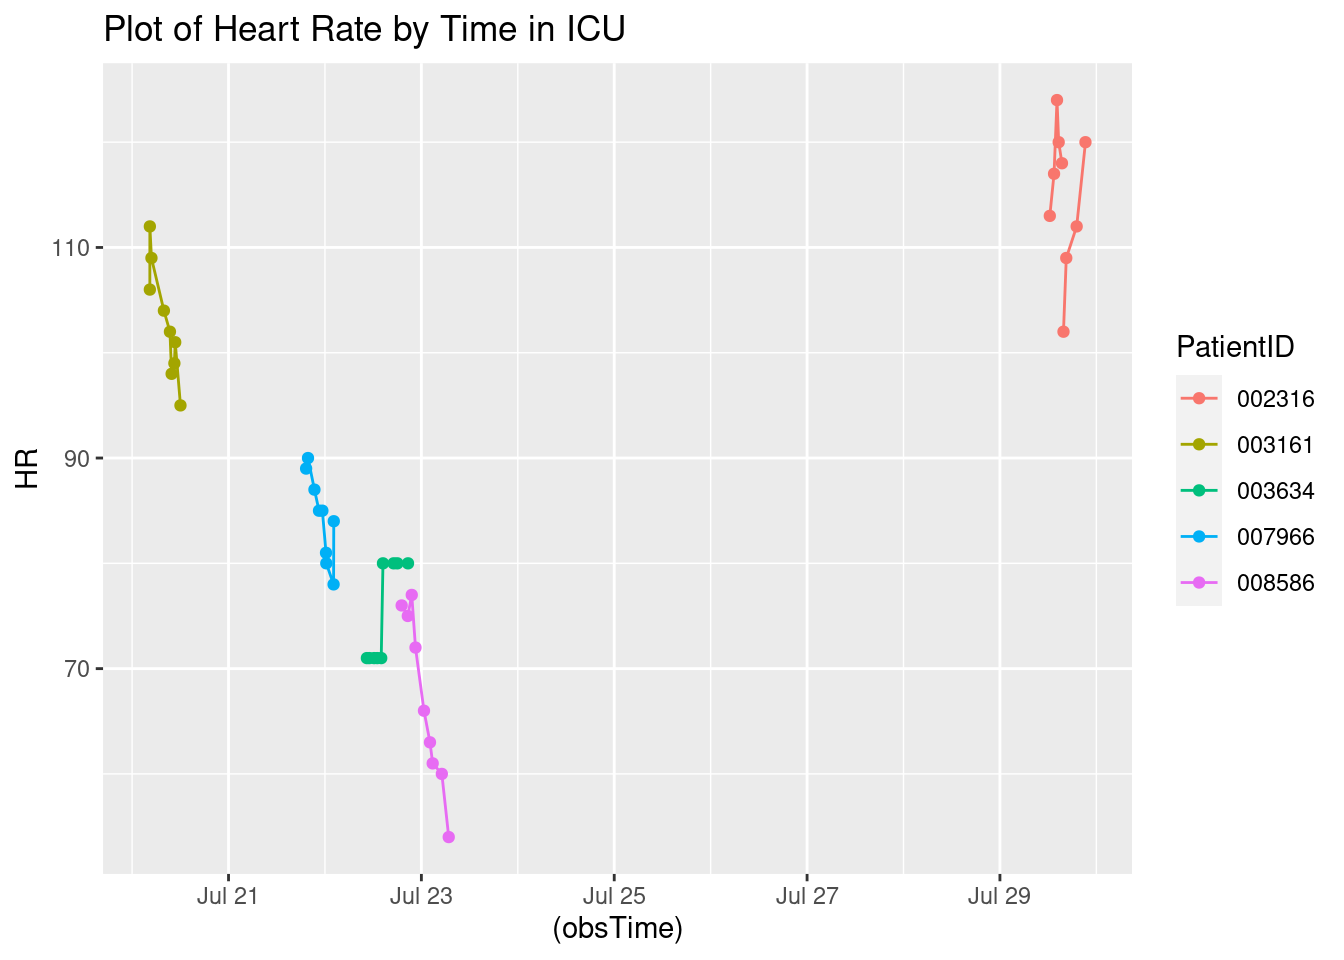 Plot of Heart Rate by Time in ICU
110
90
70
HR
Jul 21
Jul 23
Jul 25
Jul 27
Jul 29
(obsTime)
PatientID
002316
003161
003634
007966
008586